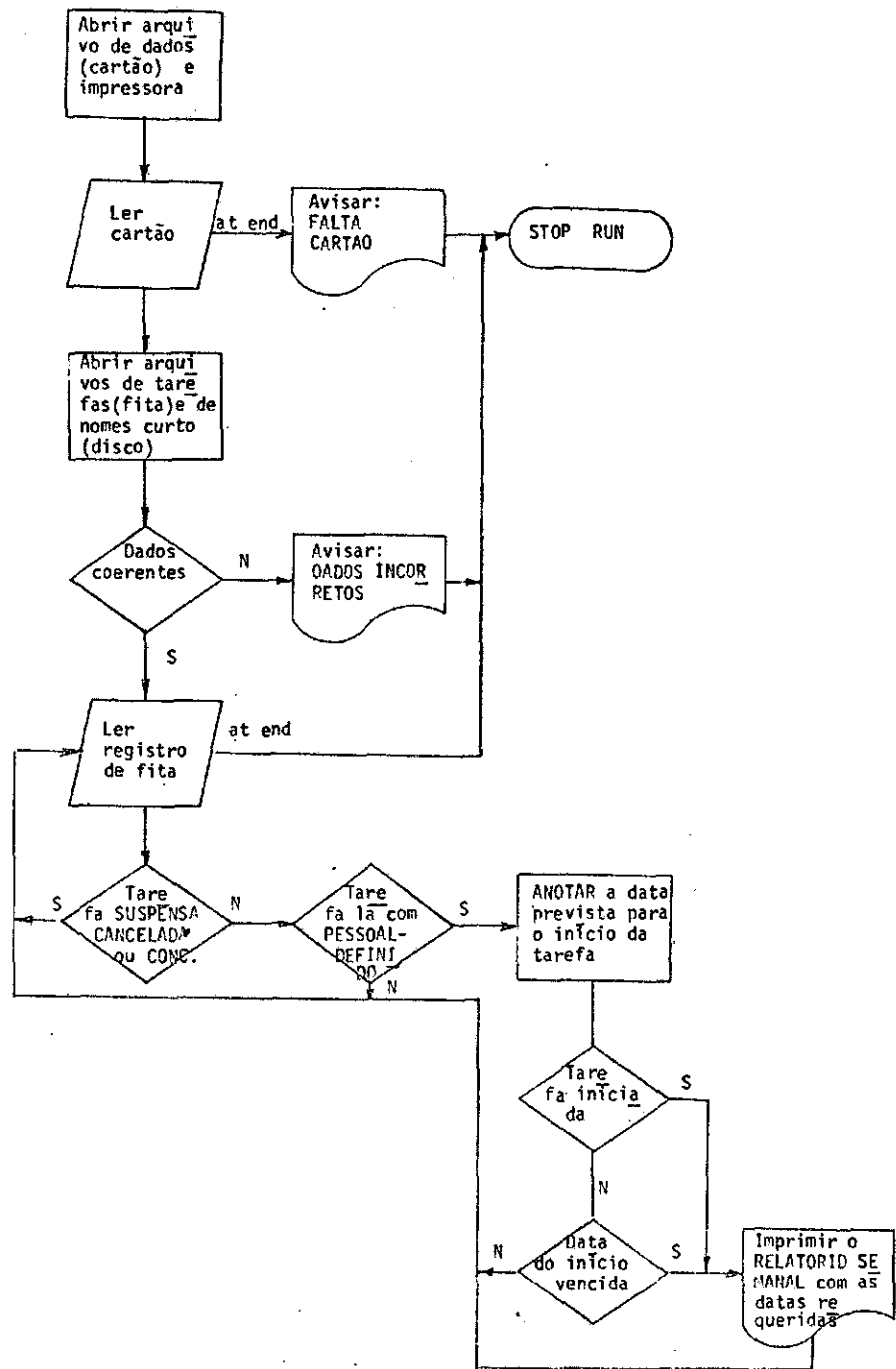 Abrir arqui
vo de dados
(cartão) e
impressora
Ler
cartão
at end
Avisar:
FALTA
CARTAO
STOP RUN
Abrir arqui
vos de tare
fas(fita)e de
nomes curto
(disco)
Dados
coerentes
N
Avisar:
OADOS INCOR
RETOS
S
Ler
registro
de fita
at end
S
Tare
fa SUSPENSA
CANCELADA
ou CONC.
N
Tare
fa lã com
PESSOAL-
DEFINI
DO
S
N
ANOTAR a data
prevista para
o início da
tarefa
Tare
fa inicia
da
S
N
N
Data
do início
vencida
S
Imprimir o
RELATORID SE
MANAL com as
datas re
queridas